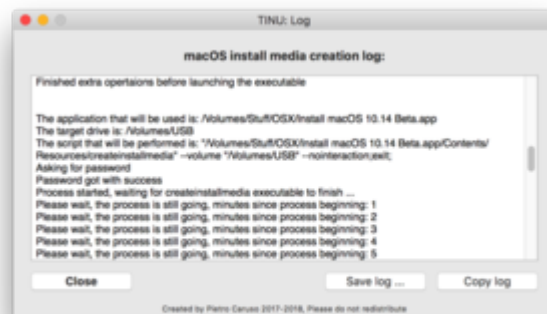 TINU: Log
macOS install media creation log:
Finished extra opertaions before launching the executable
The application that will be used is: /Volumes/Stuff/OSX/Install macOS 10.14 Beta.app
The target drive is: /Volumes/USB
The script that will be performed is: "/Volumes/Stuff/OSX/Install macOS 10.14 Beta.app/Contents/
Resources/createinstallmedia" --volume "/Volumes/USB" --nointeraction;exit;
Asking for password
Password got with success
Process started, waiting for createinstallmedia executable to finish ...
Please wait, the process is still going, minutes since process beginning: 1
Please wait, the process is still going, minutes since process beginning: 2
Please wait, the process is still going, minutes since process beginning: 3
Please wait, the process is still going, minutes since process beginning: 4
Please wait, the process is still going, minutes since process beginning: 5
Close
Save log ...
Copy log
Created by Pietro Caruso 2017-2018, Please do not redistribute